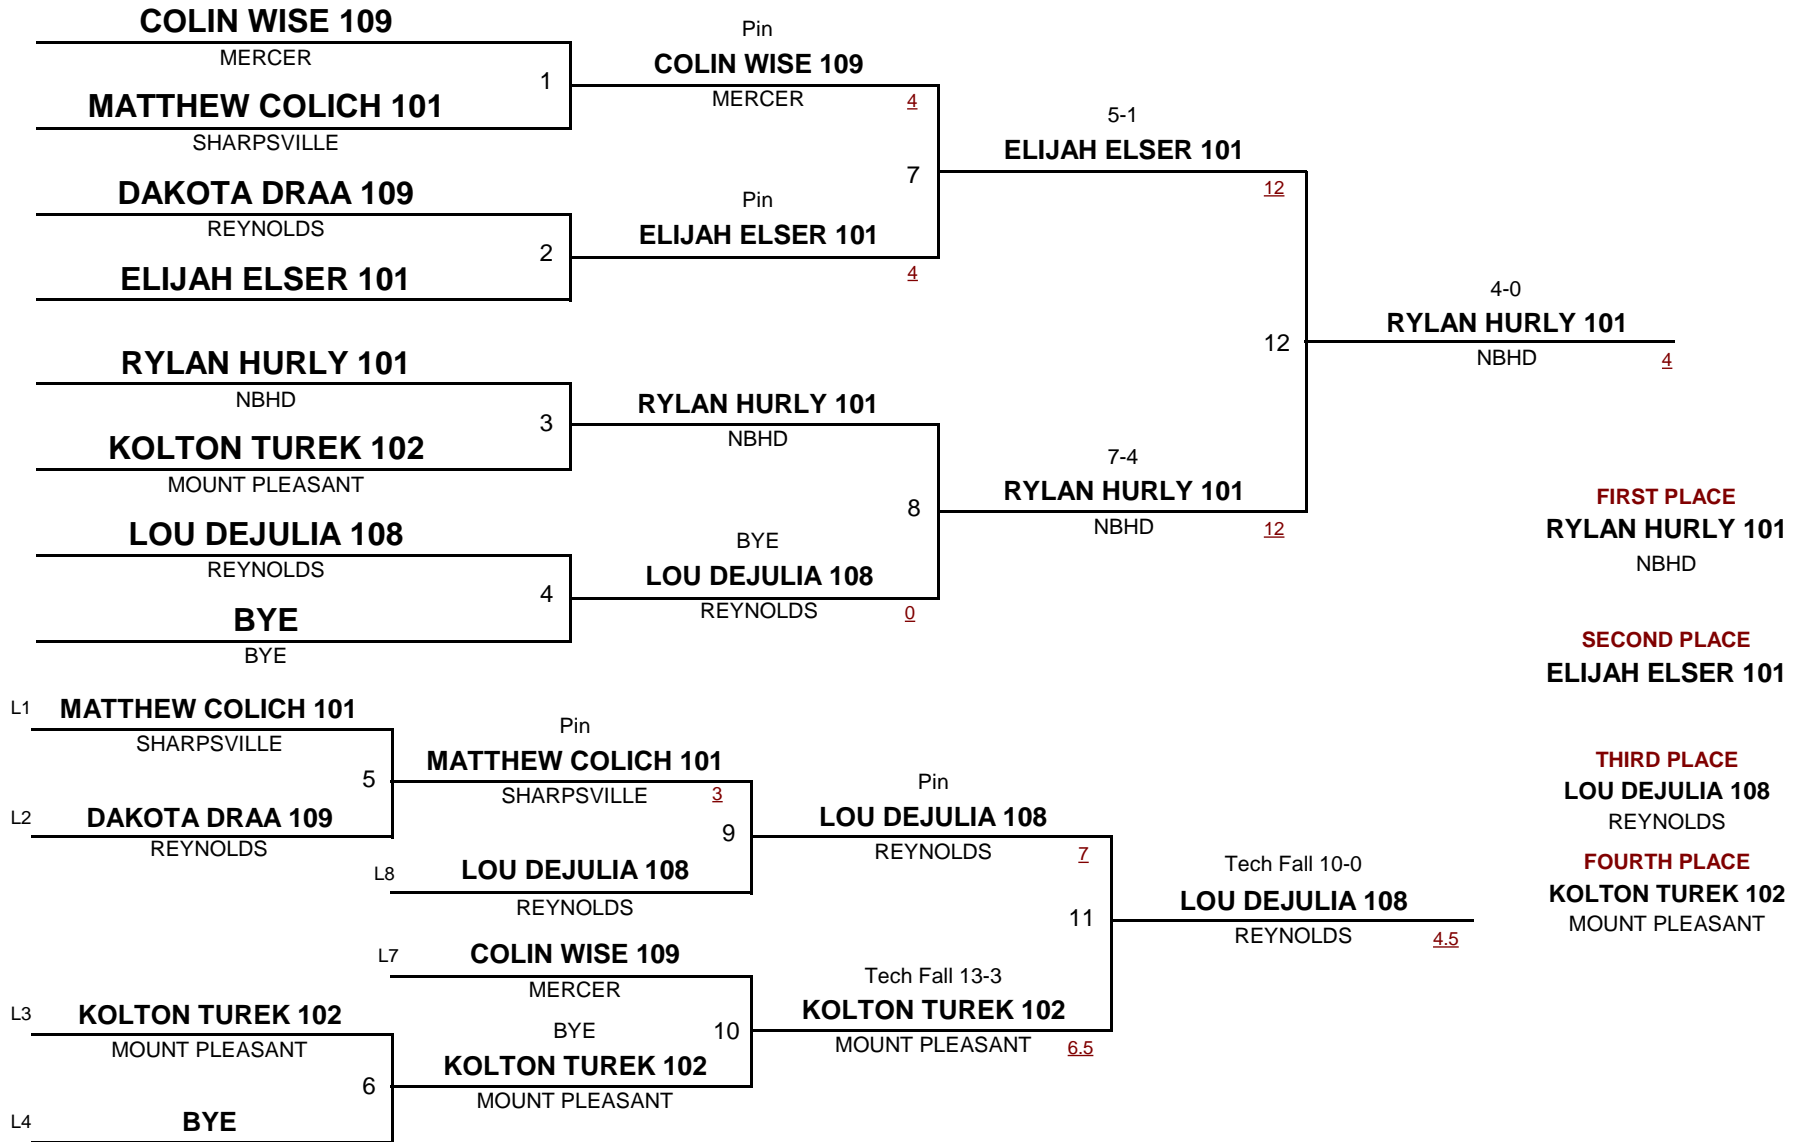 COLIN WISE 109
MERCER
1
MATTHEW COLICH 101
SHARPSVILLE
DAKOTA DRAA 109
REYNOLDS
2
ELIJAH ELSER 101
RYLAN HURLY 101
NBHD
3
KOLTON TUREK 102
MOUNT PLEASANT
LOU DEJULIA 108
REYNOLDS
4
BYE
BYE
Pin
COLIN WISE 109
MERCER 4
7
Pin
ELIJAH ELSER 101
4
RYLAN HURLY 101
NBHD
8
BYE
LOU DEJULIA 108
REYNOLDS 0
5-1
ELIJAH ELSER 101
12
12
7-4
RYLAN HURLY 101
NBHD 12
4-0
RYLAN HURLY 101
NBHD 4
FIRST PLACE
RYLAN HURLY 101
NBHD
SECOND PLACE
ELIJAH ELSER 101
THIRD PLACE
LOU DEJULIA 108
REYNOLDS
FOURTH PLACE
KOLTON TUREK 102
MOUNT PLEASANT
L1 MATTHEW COLICH 101
SHARPSVILLE
5
L2 DAKOTA DRAA 109
REYNOLDS
L3 KOLTON TUREK 102
MOUNT PLEASANT
6
L4 BYE
Pin
MATTHEW COLICH 101
SHARPSVILLE 3
9
L8 LOU DEJULIA 108
REYNOLDS
L7 COLIN WISE 109
MERCER
BYE 10
KOLTON TUREK 102
MOUNT PLEASANT
Pin
LOU DEJULIA 108
REYNOLDS 7
11
Tech Fall 13-3
KOLTON TUREK 102
MOUNT PLEASANT 6.5
Tech Fall 10-0
LOU DEJULIA 108
REYNOLDS 4.5